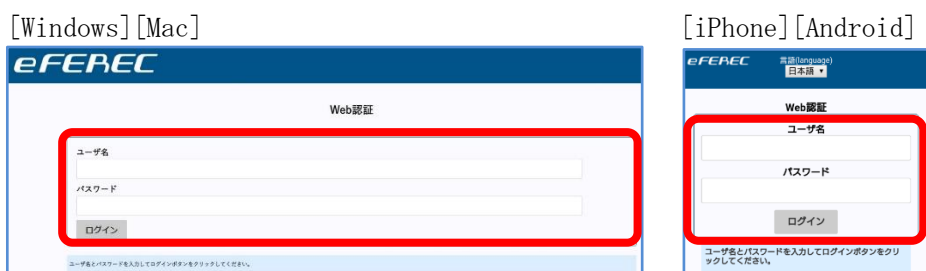 [Windows][Mac]
eFEREC
Web認証
ユーザ名
パスワード
ログイン
ユーザ名とパスワードを入力してログインボタンをクリックしてください。
[iPhone][Android]
eFEREC
言語(language)
日本語
Web認証
ユーザ名
パスワード
ログイン
ユーザ名とパスワードを入力してログインボタンをクリ
ックしてください。